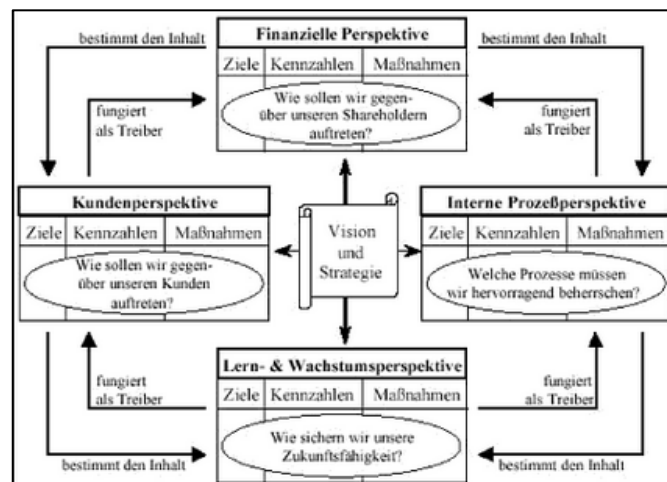 bestimmt den Inhalt
Finanzielle Perspektive
bestimmt den Inhalt
Ziele Kennzahlen Maßnahmen
Wie sollen wir gegen-
über unseren Shareholdern
auftreten?
fungiert
als Treiber
fungiert
als Treiber
Kundenperspektive
Ziele Kennzahlen Maßnahmen
Wie sollen wir gegen-
über unseren Kunden
auftreten?
Vision
und
Strategie
Interne Prozeßperspektive
Ziele Kennzahlen Maßnahmen
Welche Prozesse müssen
wir hervorragend beherrschen?
fungiert
als Treiber
Lern- & Wachstumsperspektive
Ziele Kennzahlen Maßnahmen
Wie sichern wir unsere
Zukunftsfähigkeit?
fungiert
als Treiber
bestimmt den Inhalt
bestimmt den Inhalt